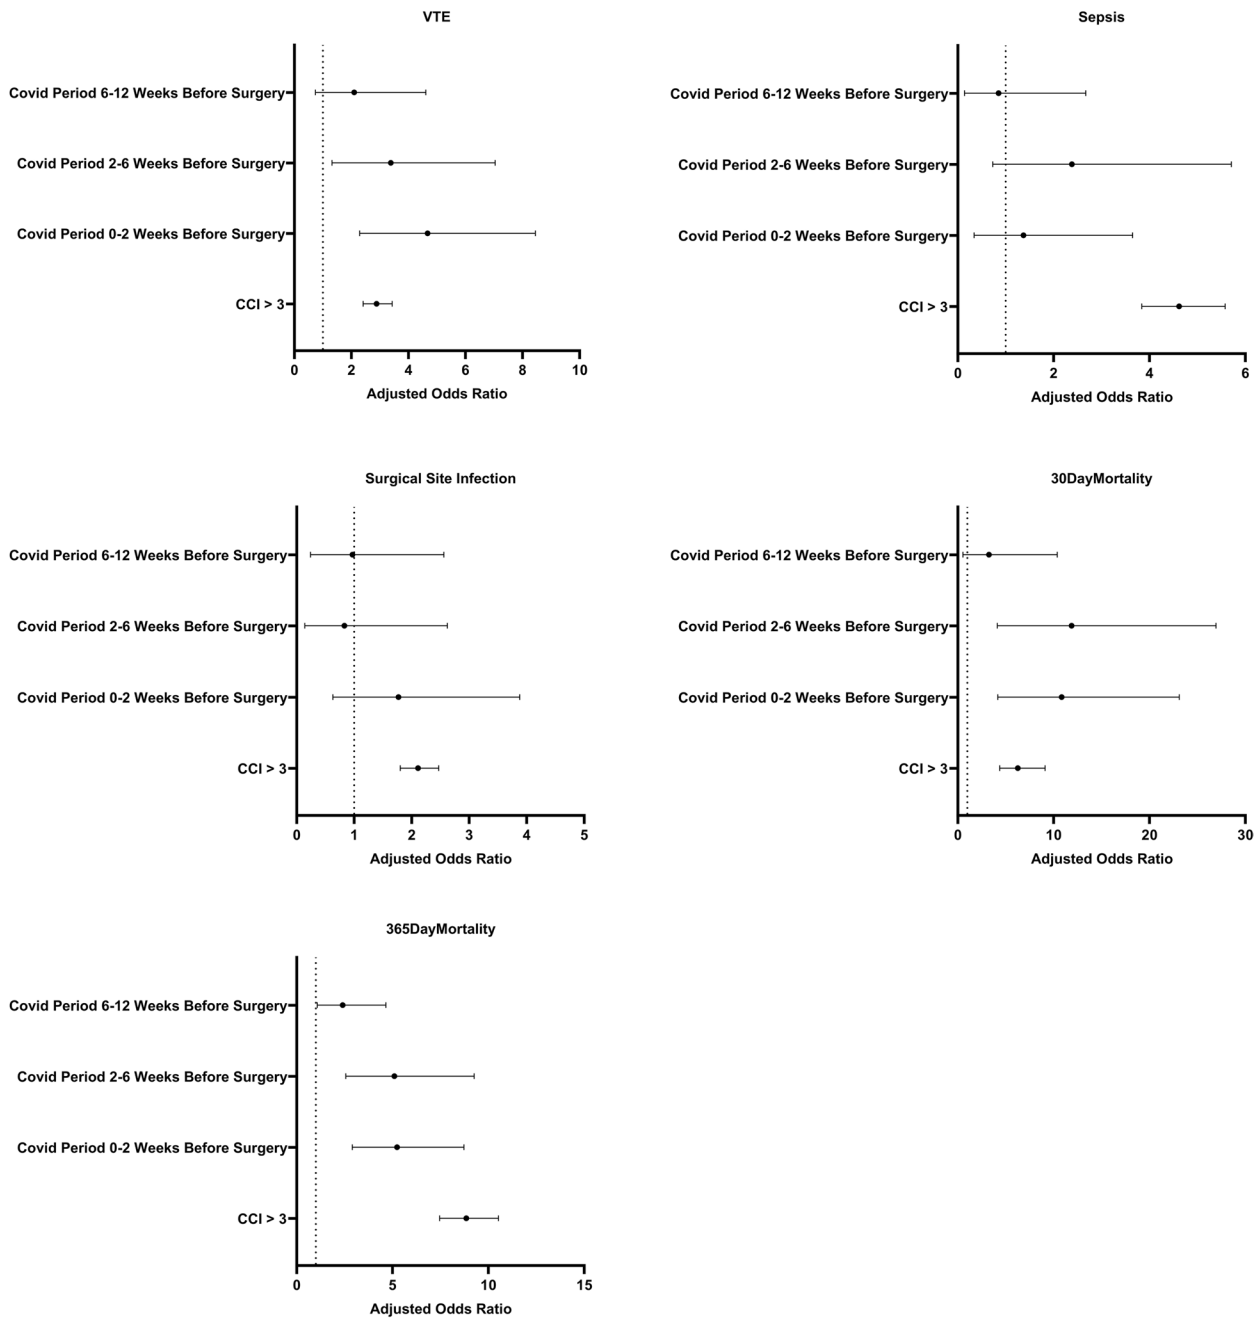 VTE
Covid Period 6-12 Weeks Before Surgery
Covid Period 2-6 Weeks Before Surgery
Covid Period 0-2 Weeks Before Surgery
CCI > 3
0 2 4 6 8 10
Adjusted Odds Ratio
Sepsis
Covid Period 6-12 Weeks Before Surgery
Covid Period 2-6 Weeks Before Surgery
Covid Period 0-2 Weeks Before Surgery
CCI > 3
0 2 4 6
Adjusted Odds Ratio
Surgical Site Infection
Covid Period 6-12 Weeks Before Surgery
Covid Period 2-6 Weeks Before Surgery
Covid Period 0-2 Weeks Before Surgery
CCI > 3
0 1 2 3 4 5
Adjusted Odds Ratio
30DayMortality
Covid Period 6-12 Weeks Before Surgery
Covid Period 2-6 Weeks Before Surgery
Covid Period 0-2 Weeks Before Surgery
CCI > 3
0 10 20 30
Adjusted Odds Ratio
365DayMortality
Covid Period 6-12 Weeks Before Surgery
Covid Period 2-6 Weeks Before Surgery
Covid Period 0-2 Weeks Before Surgery
CCI > 3
0 5 10 15
Adjusted Odds Ratio